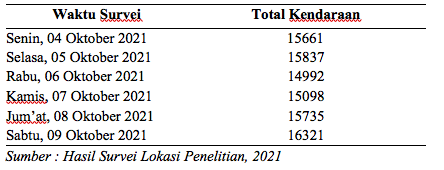 Waktu Survei Total Kendaraan
Senin, 04 Oktober 2021 15661
Selasa, 05 Oktober 2021 15837
Rabu, 06 Oktober 2021 14992
Kamis, 07 Oktober 2021 15098
Jum'at, 08 Oktober 2021 15735
Sabtu, 09 Oktober 2021 16321
Sumber : Hasil Survei Lokasi Penelitian, 2021